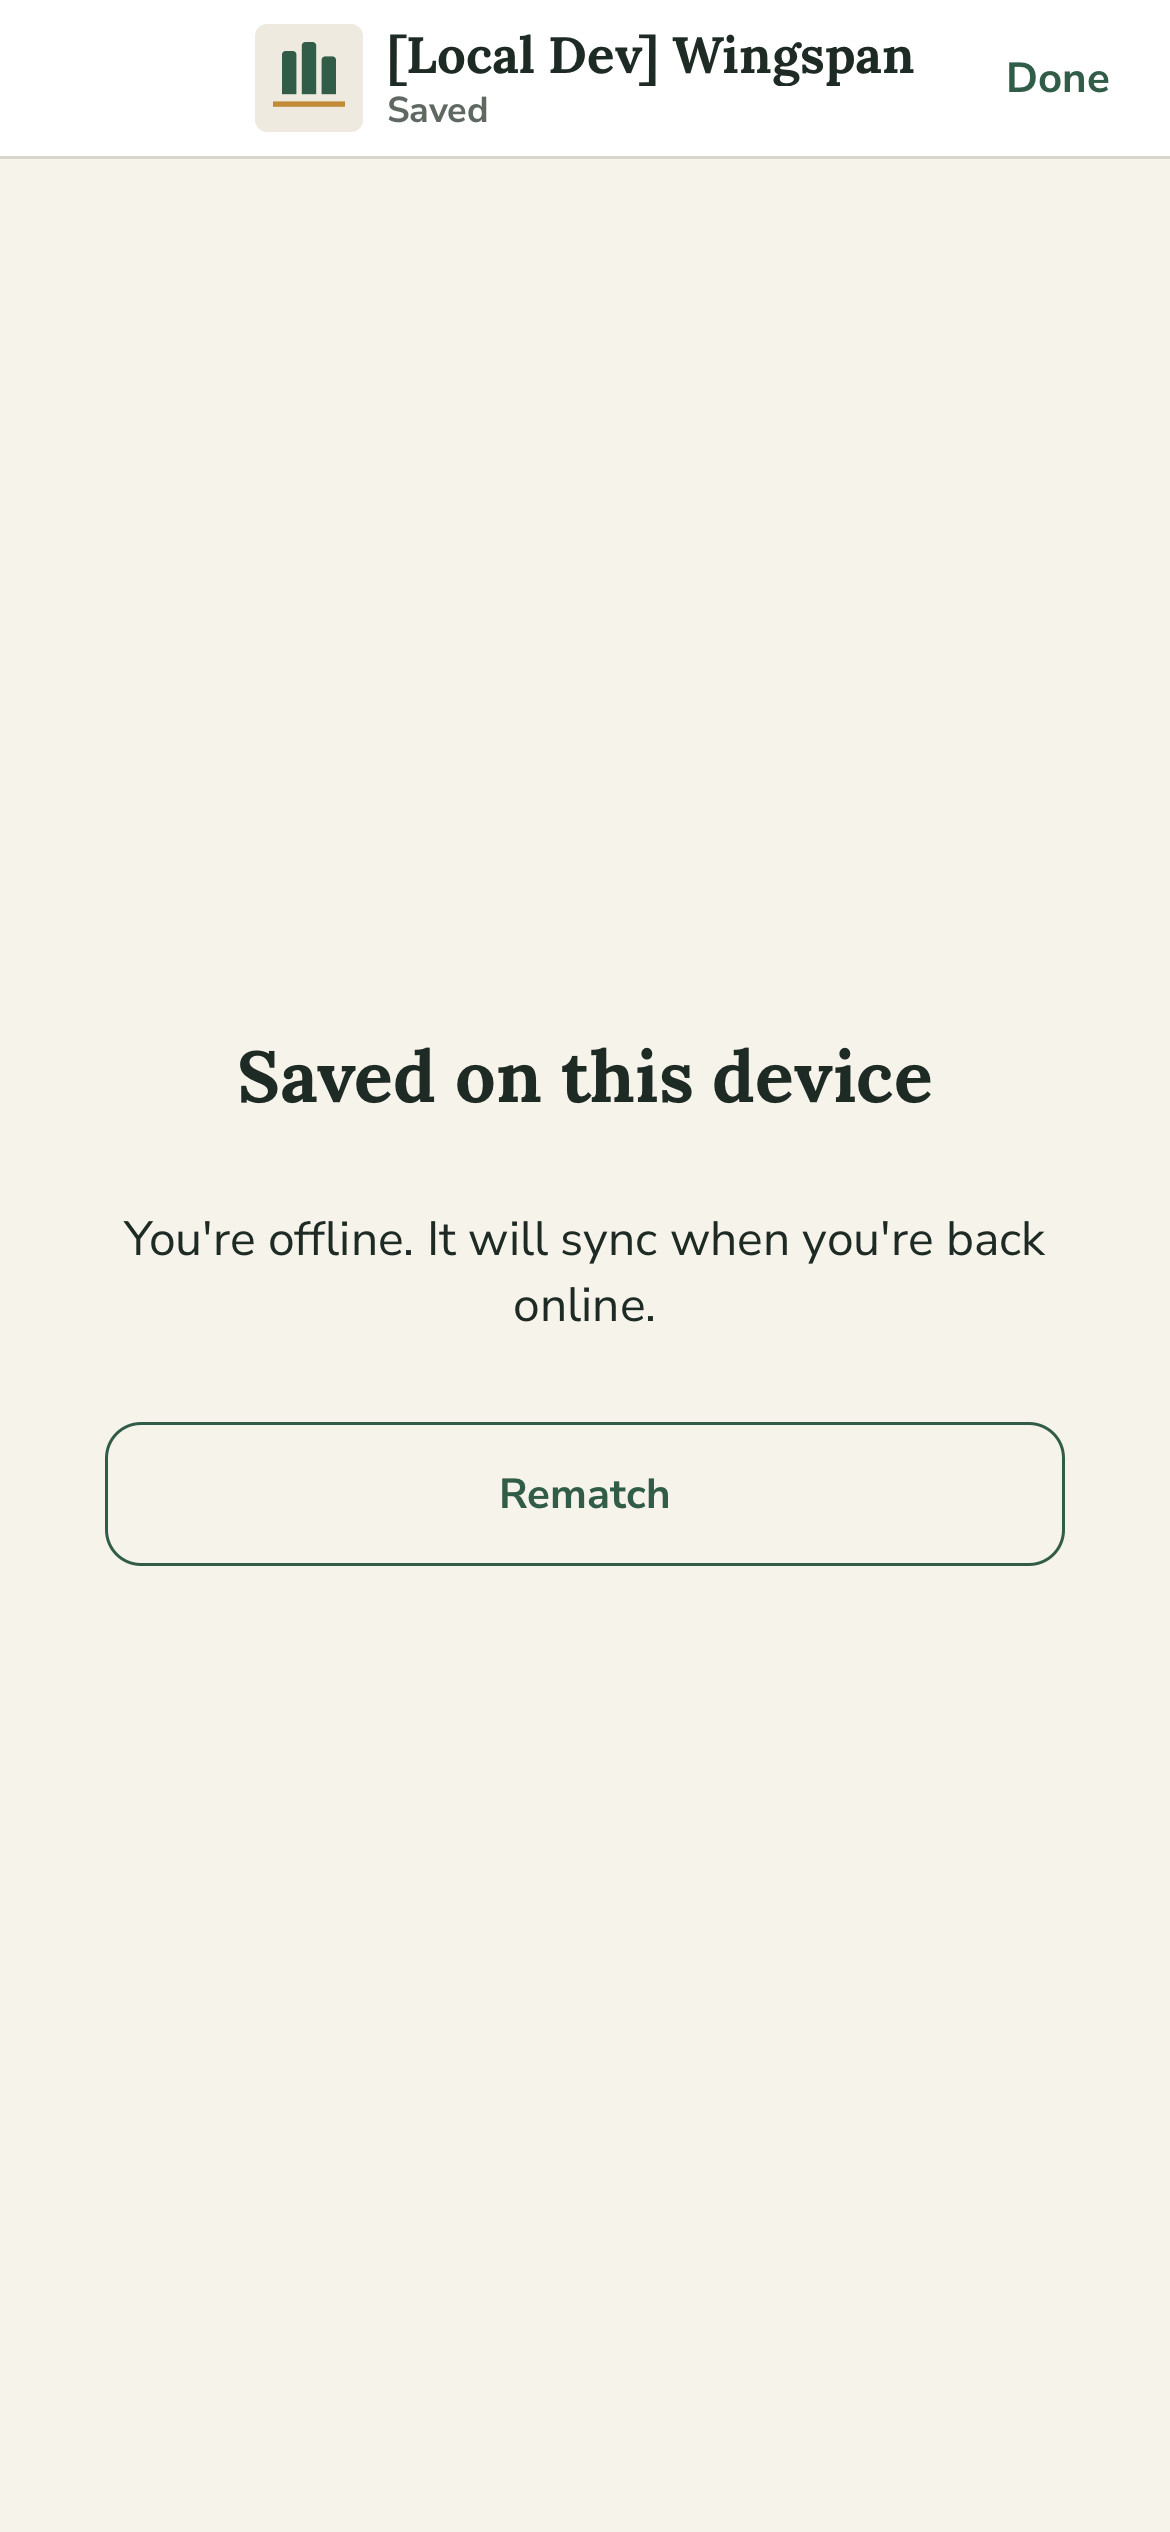 [Local Dev] Wingspan
Saved
Done
Saved on this device
You're offline. It will sync when you're back
online.
Rematch